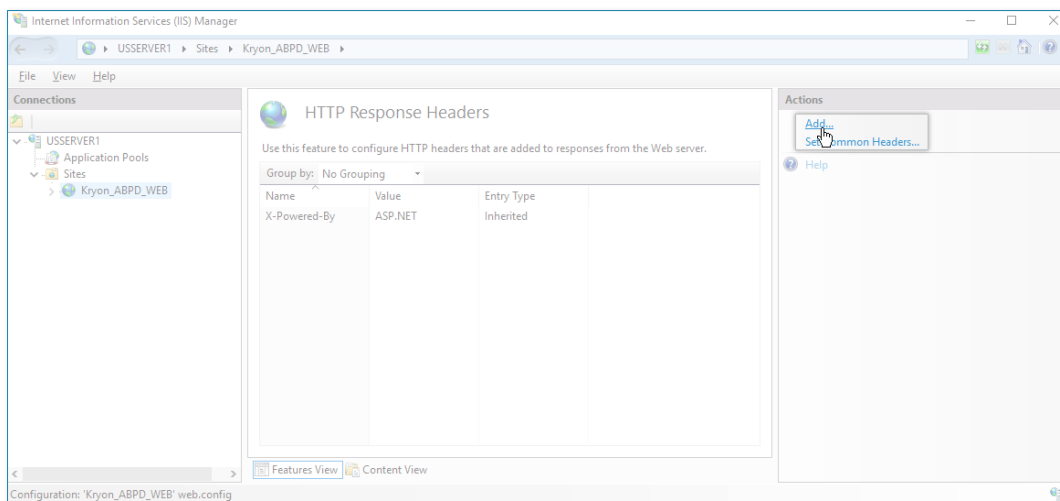 Internet Information Services (IIS) Manager
USSERVER1 Sites Kryon_ABPD_WEB
File View Help
Connections
USSERVER1
Application Pools
Sites
Kryon_ABPD_WEB
HTTP Response Headers
Use this feature to configure HTTP headers that are added to responses from the Web server.
Group by: No Grouping
Name Value Entry Type
X-Powered-By ASP.NET Inherited
Features View Content View
Actions
Add...
Set Common Headers...
Help
Configuration: 'Kryon_ABPD_WEB' web.config